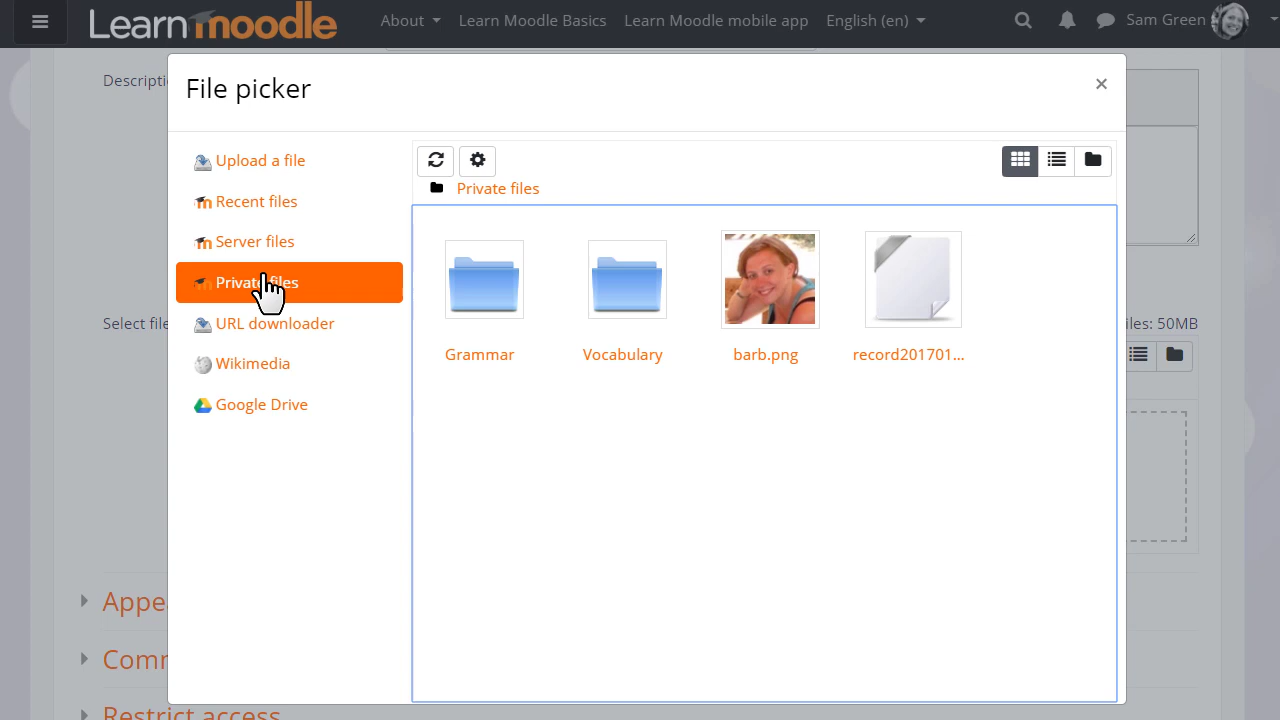 Learn moodle About Learn Moodle Basics Learn Moodle mobile app English (en) Sam Green
File picker
×
Descripti
Upload a file
Recent files
Server files
Private files
URL downloader
Wikimedia
Google Drive
Private files
Grammar Vocabulary barb.png record201701...
Select file
iles: 50MB
Appe
Comm
Restrict access